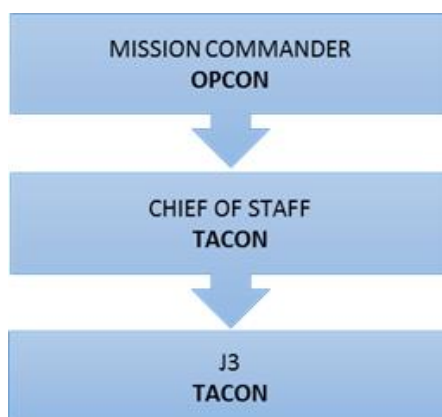 MISSION COMMANDER
OPCON
CHIEF OF STAFF
TACON
J3
TACON